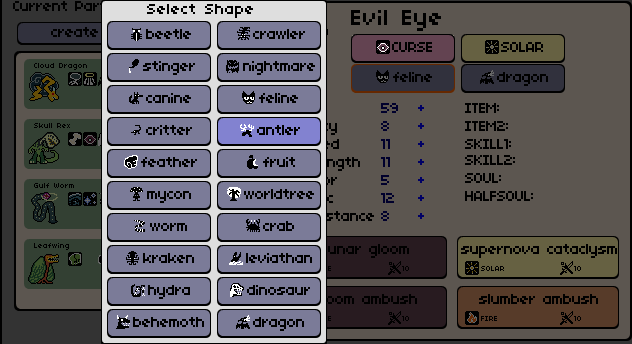 Current Par
create
Cloud Dragon
Skull Rex
Gulf Worm
Leafwing
Select Shape
beetle crawler
stinger nightmare
canine feline
critter antler
feather fruit
mycon worldtree
worm crab
kraken leviathan
hydra dinosaur
behemoth dragon
Evil Eye
CURSE SOLAR
feline dragon
59 + ITEM:
8 + ITEM2:
11 + SKILL1:
11 + SKILL2:
5 + SOUL:
12 + HALFSOUL:
stance 8 +
unar gloom supernova cataclysm
10 SOLAR 10
oom ambush slumber ambush
10 FIRE 10